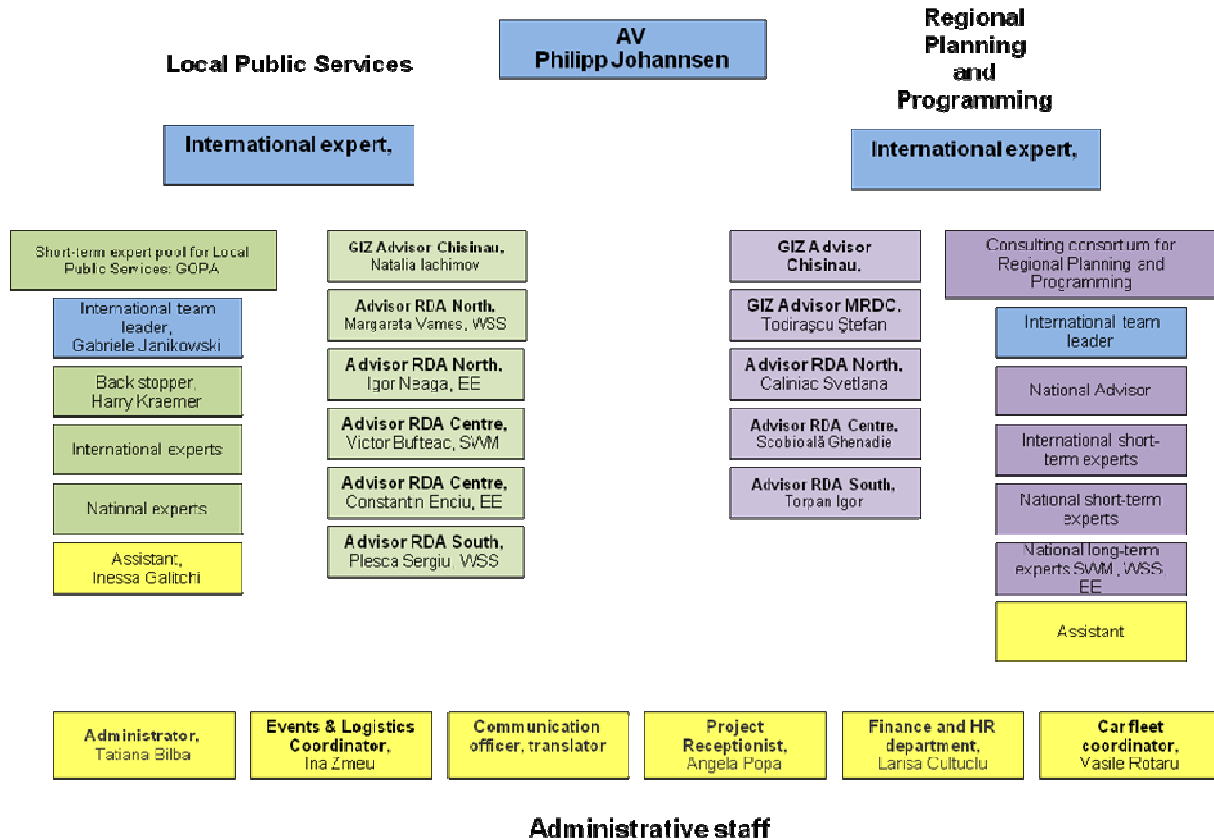 AV
Philipp Johannsen
Local Public Services
Regional
Planning
and
Programming
International expert,
International expert,
Short-term expert pool for Local
Public Services: GOPA
International team
leader,
Gabriele Janikowski
Back stopper,
Harry Kraemer
International experts
National experts
Assistant,
Inessa Galitchi
GIZ Advisor Chisinau,
Natalia Iachimov
Advisor RDA North,
Margareta Vames, WSS
Advisor RDA North,
Igor Neaga, EE
Advisor RDA Centre,
Victor Bufteac, SWM
Advisor RDA Centre,
Constantin Enciu, EE
Advisor RDA South,
Plesca Sergiu, WSS
GIZ Advisor
Chisinau,
GIZ Advisor MRDC,
Todirașcu Ștefan
Advisor RDA North,
Caliniac Svetlana
Advisor RDA Centre,
Scobioală Ghenadie
Advisor RDA South,
Torpan Igor
Consulting consortium for
Regional Planning and
Programming
International team
leader
National Advisor
International short-
term experts
National short-term
experts
National long-term
experts SWM, WSS,
EE
Assistant
Administrator,
Tatiana Bilba
Events & Logistics
Coordinator,
Ina Zmeu
Communication
officer, translator
Project
Receptionist,
Angela Popa
Finance and HR
department,
Larisa Cultuclu
Carfleet
coordinator,
Vasile Rotaru
Administrative staff